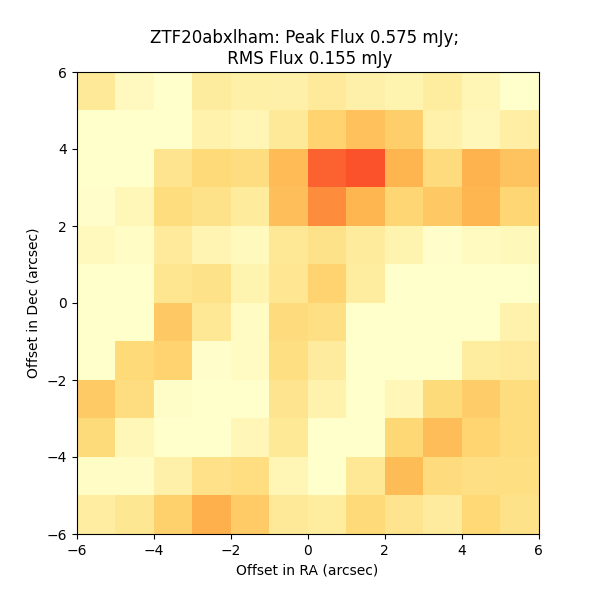 ZTF20abxlham: Peak Flux 0.575 mJy;
RMS Flux 0.155 mJy
6
4
2
0
−2
−4
−6
Offset in Dec (arcsec)
−6 −4 −2 0 2 4 6
Offset in RA (arcsec)